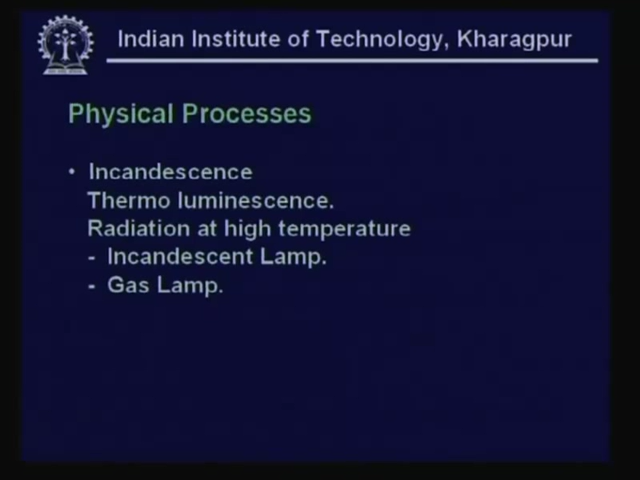 Indian Institute of Technology, Kharagpur
Physical Processes
• Incandescence
Thermo luminescence.
Radiation at high temperature
- Incandescent Lamp.
- Gas Lamp.